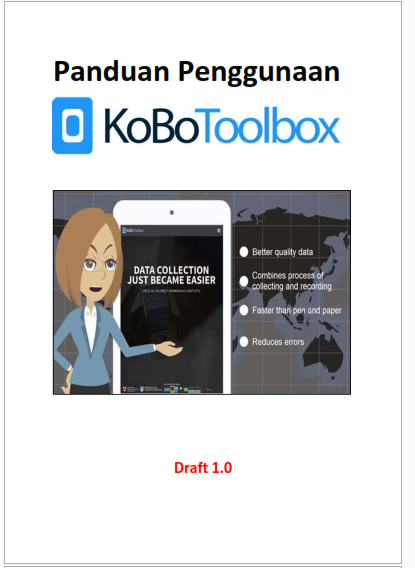 Panduan Penggunaan
KoBoToolbox
KoBoToolbox
DATA COLLECTION
JUST BECAME EASIER
Better quality data
Combines process of
collecting and recording
Faster than pen and paper
Reduces errors
Draft 1.0